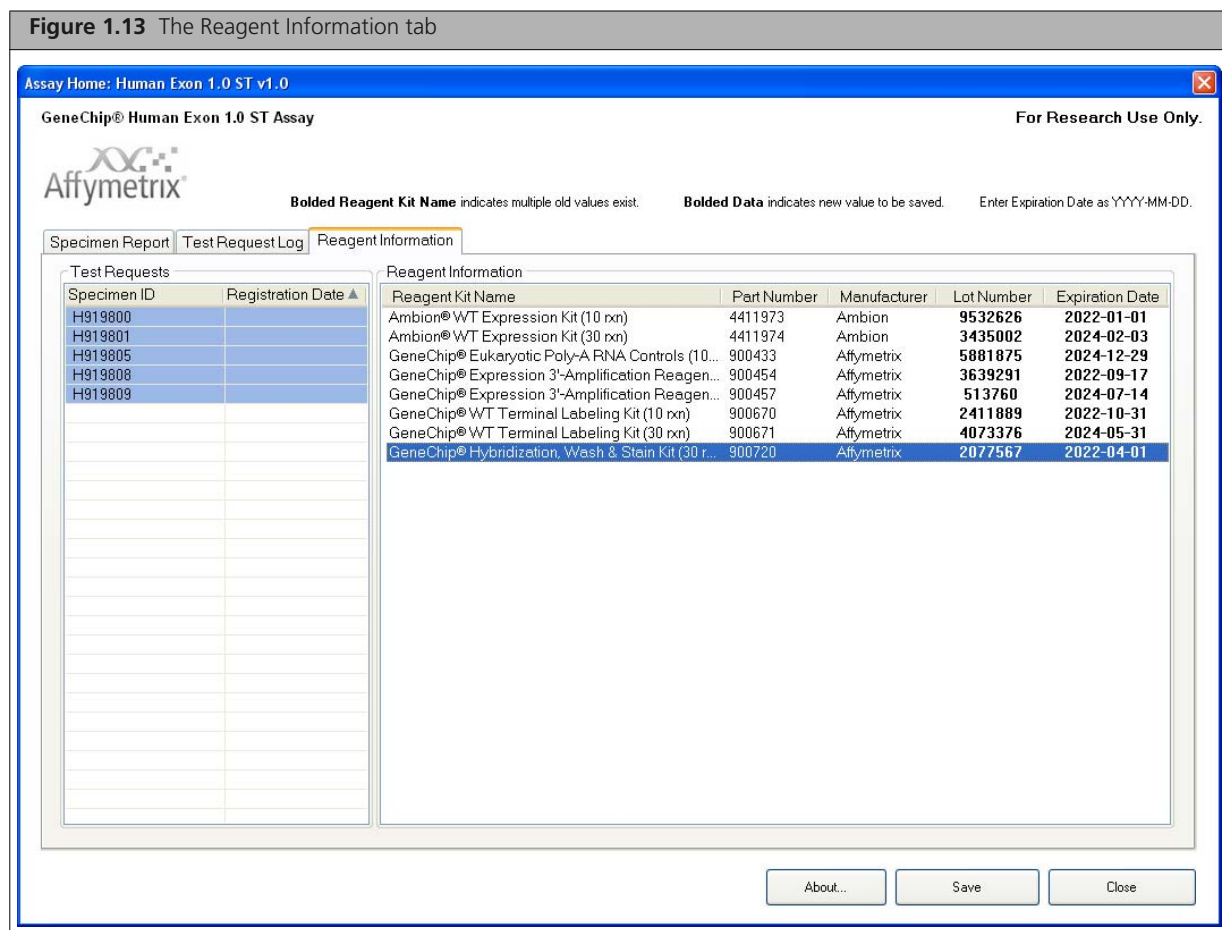 Figure 1.13 The Reagent Information tab
Assay Home: Human Exon 1.0 ST v1.0
GeneChip® Human Exon 1.0 ST Assay
For Research Use Only.
Affymetrix®
Bolded Reagent Kit Name indicates multiple old values exist. Bolded Data indicates new value to be saved. Enter Expiration Date as YYYY-MM-DD.
Specimen Report Test Request Log Reagent Information
Test Requests
Specimen ID Registration Date
H919800
H919801
H919805
H919808
H919809
Reagent Information
Reagent Kit Name Part Number Manufacturer Lot Number Expiration Date
Ambion® WT Expression Kit (10 rxn) 4411973 Ambion 9532626 2022-01-01
Ambion® WT Expression Kit (30 rxn) 4411974 Ambion 3435002 2024-02-03
GeneChip® Eukaryotic Poly-A RNA Controls (10... 900433 Affymetrix 5881875 2024-12-29
GeneChip® Expression 3'-Amplification Reagen... 900454 Affymetrix 3639291 2022-09-17
GeneChip® Expression 3'-Amplification Reagen... 900457 Affymetrix 513760 2024-07-14
GeneChip® WT Terminal Labeling Kit (10 rxn) 900670 Affymetrix 2411889 2022-10-31
GeneChip® WT Terminal Labeling Kit (30 rxn) 900671 Affymetrix 4073376 2024-05-31
GeneChip® Hybridization, Wash & Stain Kit (30 r... 900720 Affymetrix 2077567 2022-04-01
About... Save Close